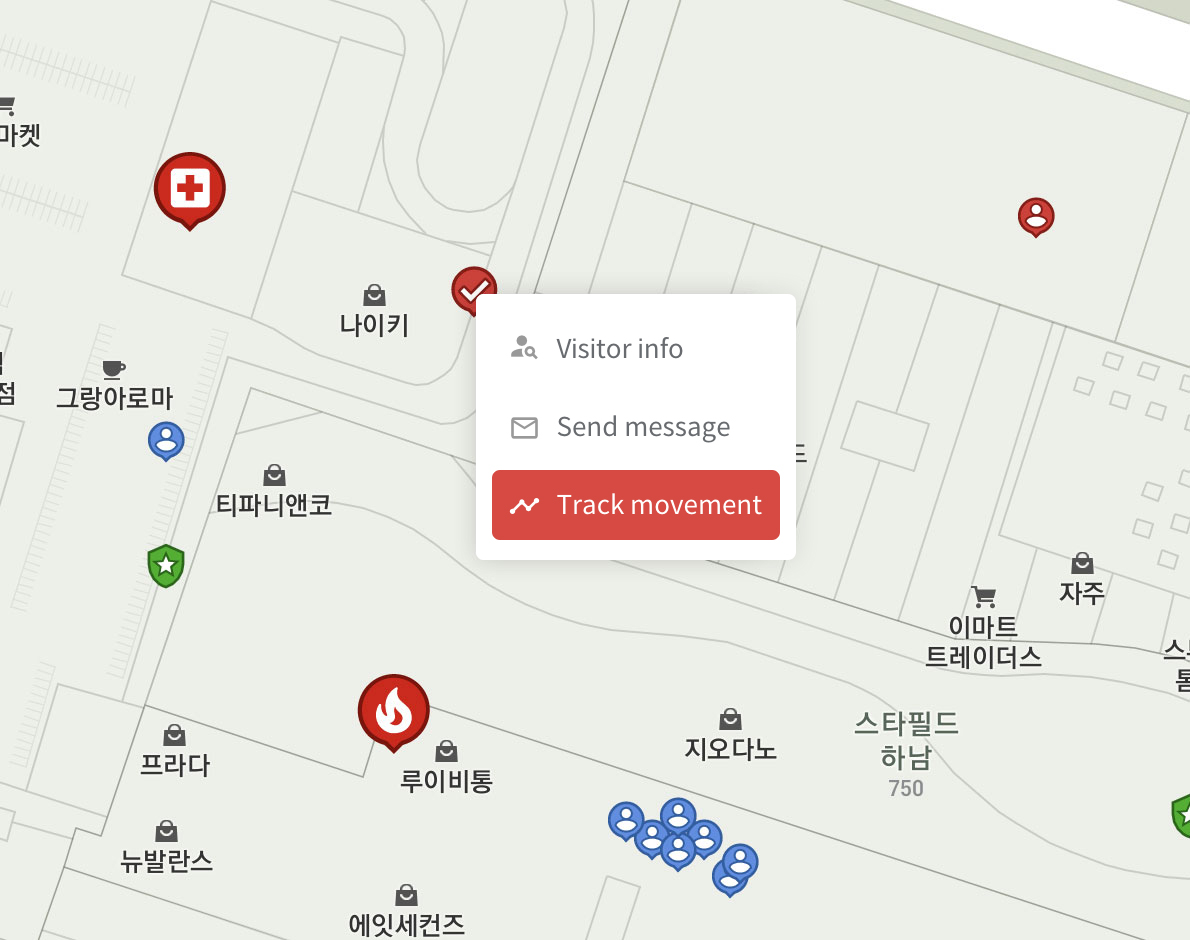 마켓
나이키
Visitor info
점
그랑아로마
Send message
드
티파니앤코
Track movement
자주
이마트
트레이더스
스타필드
하남
750
지오다노
프라다
루이비통
뉴발란스
에잇세컨즈